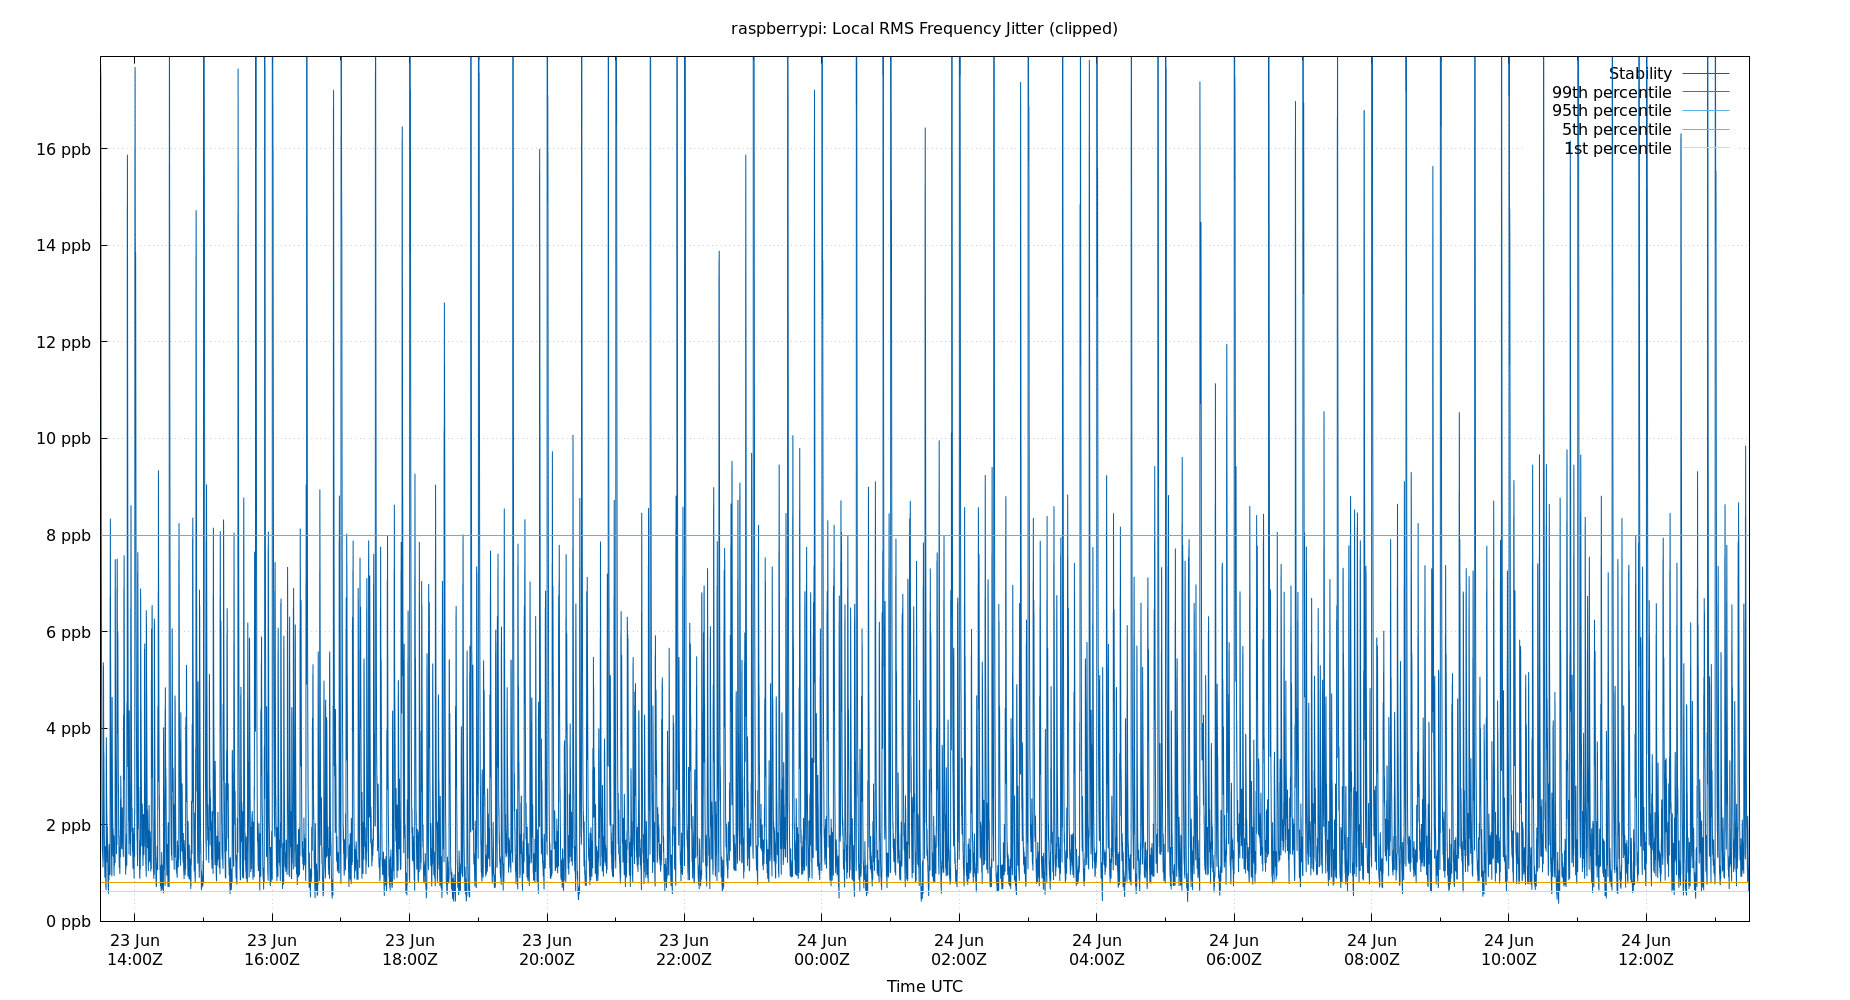 raspberrypi: Local RMS Frequency Jitter (clipped)
Stability
99th percentile
95th percentile
5th percentile
1st percentile
16 ppb
14 ppb
12 ppb
10 ppb
8 ppb
6 ppb
4 ppb
2 ppb
0 ppb
23 Jun 23 Jun 23 Jun 23 Jun 23 Jun 24 Jun 24 Jun 24 Jun 24 Jun 24 Jun 24 Jun 24 Jun
14:00Z 16:00Z 18:00Z 20:00Z 22:00Z 00:00Z 02:00Z 04:00Z 06:00Z 08:00Z 10:00Z 12:00Z
Time UTC